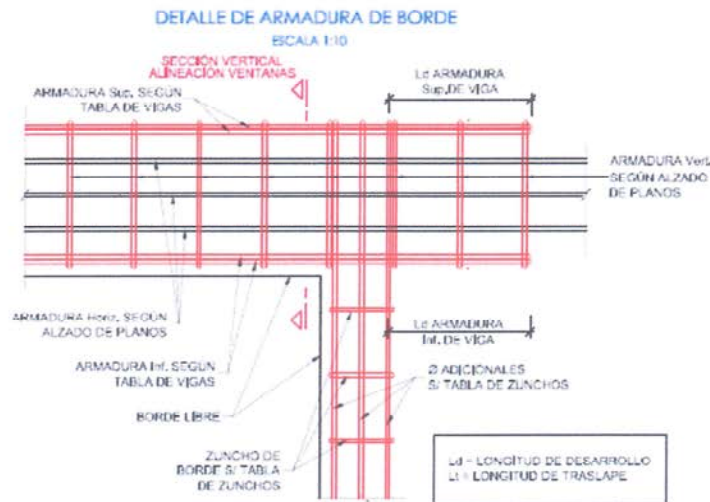 DETALLE DE ARMADURA DE BORDE
ESCALA 1:10
SECCIÓN VERTICAL
ALINEACIÓN VENTANAS
ARMADURA Sup. SEGÚN
TABLA DE VIGAS
Ld ARMADURA
Sup. DE VIGA
ARMADURA Vert.
SEGÚN ALZADO
DE PLANOS
ARMADURA Horiz. SEGÚN
ALZADO DE PLANOS
Ld ARMADURA
Inf. DE VIGA
ARMADURA Inf. SEGÚN
TABLA DE VIGAS
Ø ADICIONALES
S/ TABLA DE ZUNCHOS
BORDE LIBRE
ZUNCHO DE
BORDE S/ TABLA
DE ZUNCHOS
Ld = LONGITUD DE DESARROLLO
Lt = LONGITUD DE TRASLAPE